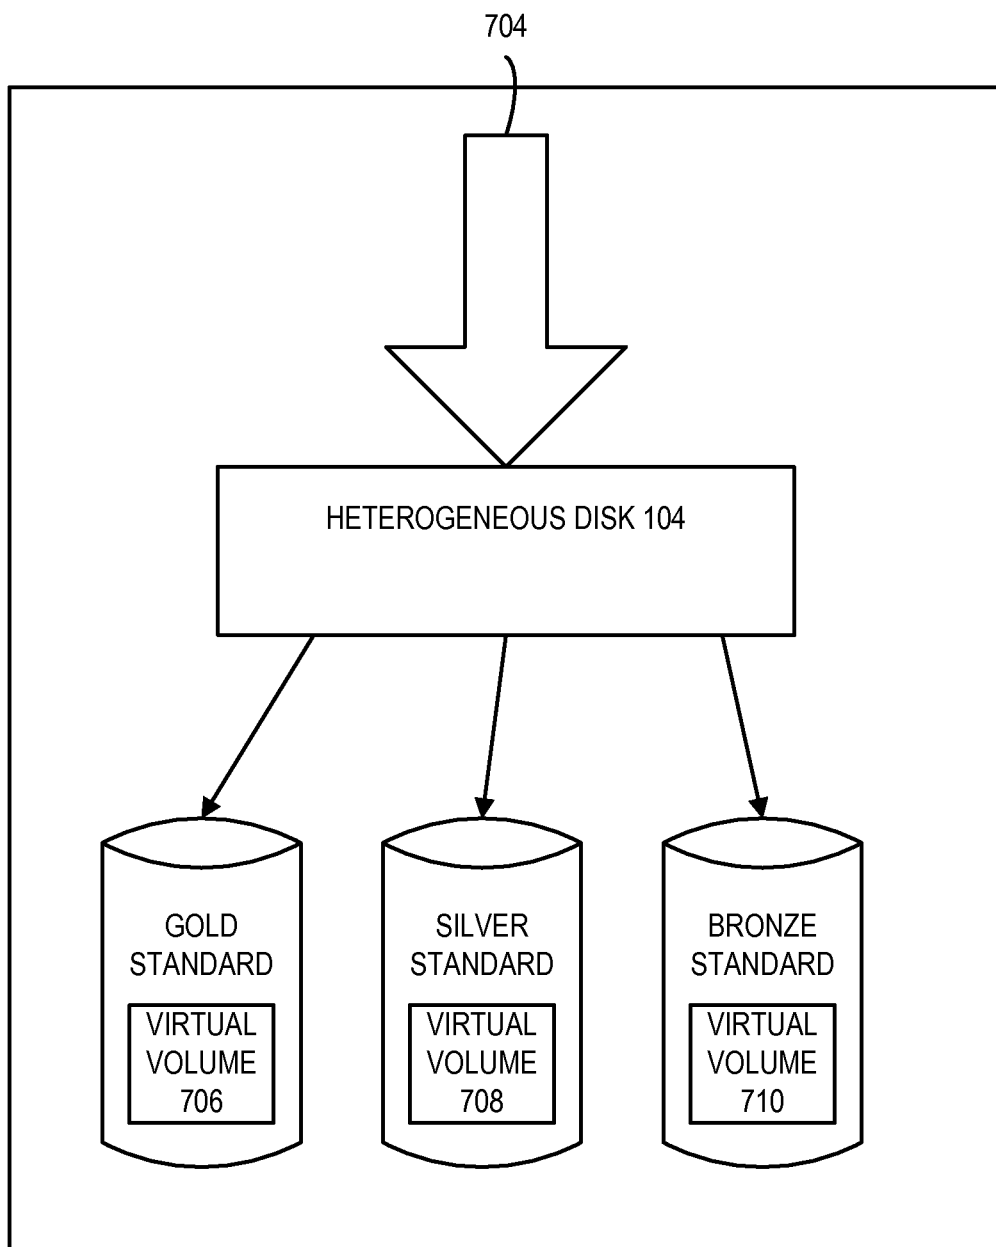 704
HETEROGENEOUS DISK 104
GOLD
STANDARD
VIRTUAL
VOLUME
706
SILVER
STANDARD
VIRTUAL
VOLUME
708
BRONZE
STANDARD
VIRTUAL
VOLUME
710